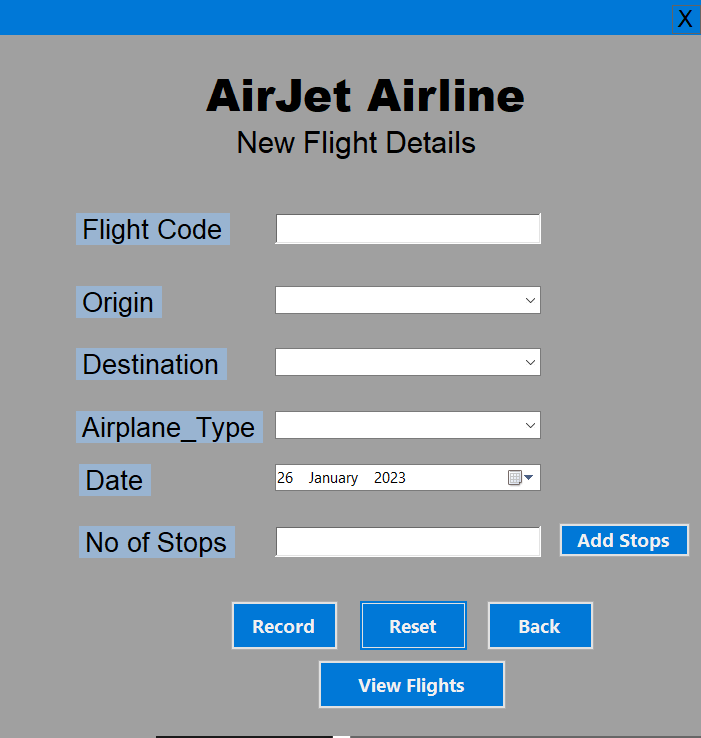 X
AirJet Airline
New Flight Details
Flight Code
Origin
Destination
Airplane_Type
Date 26 January 2023
No of Stops Add Stops
Record Reset Back
View Flights